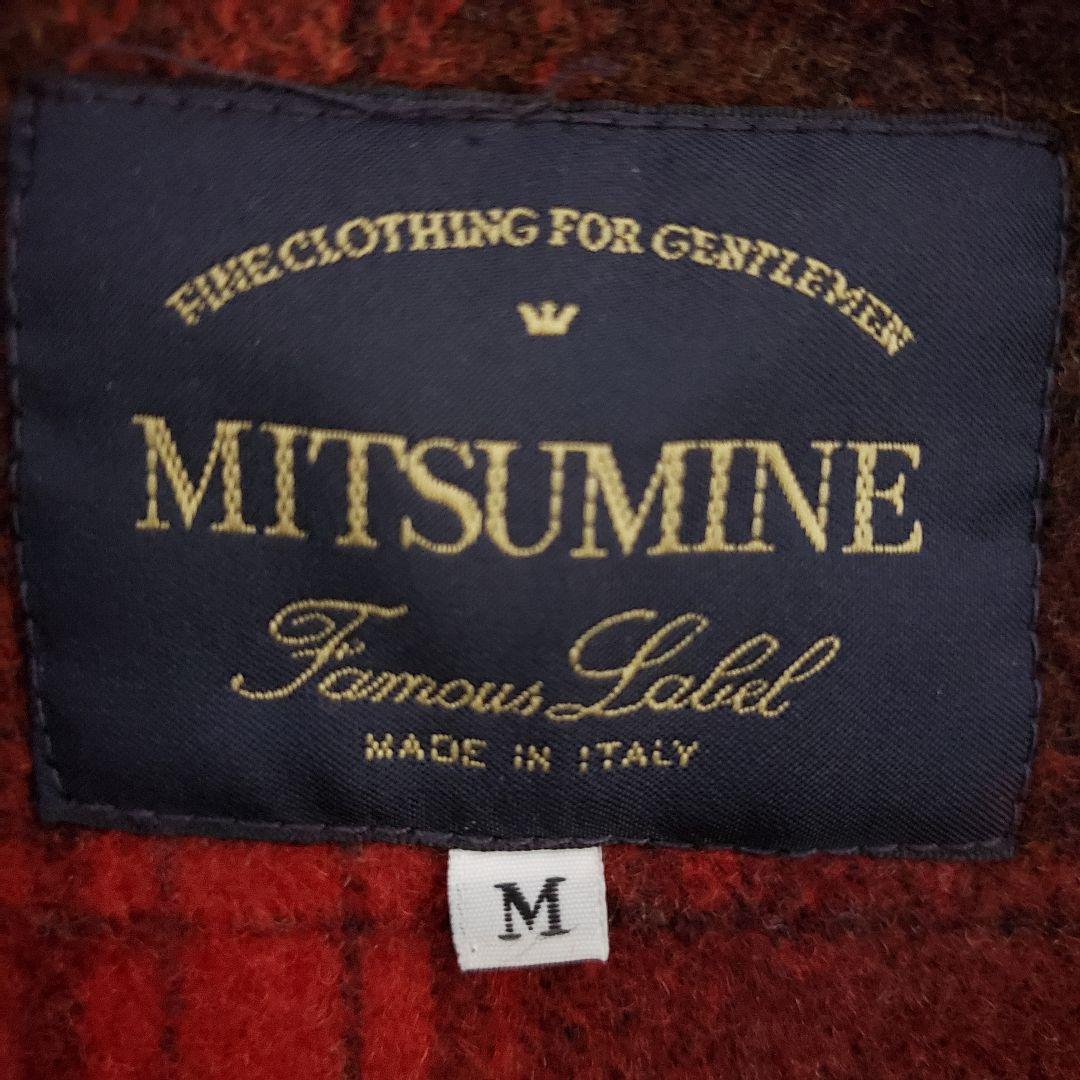 FINE CLOTHING FOR GENTLEMEN
MITSUMINE
Famous Label
MADE IN ITALY
M